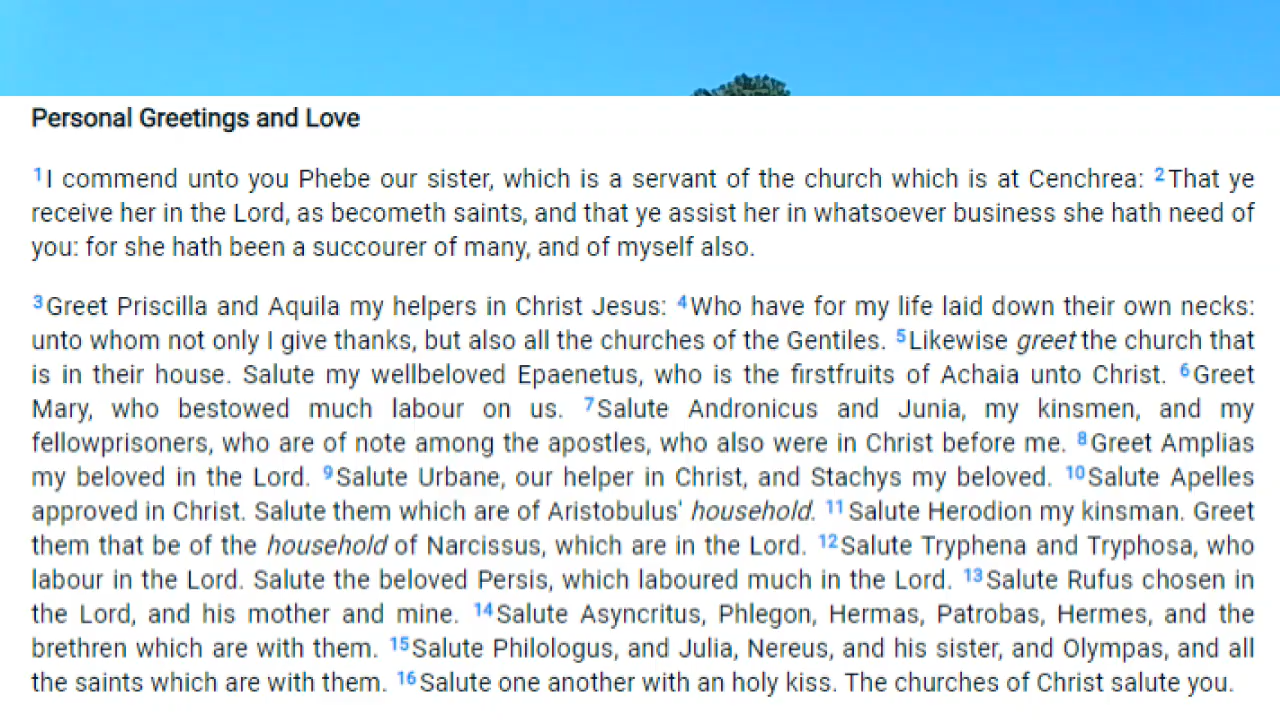 Personal Greetings and Love
1I commend unto you Phebe our sister, which is a servant of the church which is at Cenchrea: 2That ye
receive her in the Lord, as becometh saints, and that ye assist her in whatsoever business she hath need of
you: for she hath been a succourer of many, and of myself also.
3Greet Priscilla and Aquila my helpers in Christ Jesus: 4Who have for my life laid down their own necks:
unto whom not only I give thanks, but also all the churches of the Gentiles. 5Likewise greet the church that
is in their house. Salute my wellbeloved Epaenetus, who is the firstfruits of Achaia unto Christ. 6Greet
Mary, who bestowed much labour on us. 7Salute Andronicus and Junia, my kinsmen, and my
fellowprisoners, who are of note among the apostles, who also were in Christ before me. 8Greet Amplias
my beloved in the Lord. 9Salute Urbane, our helper in Christ, and Stachys my beloved. 10Salute Apelles
approved in Christ. Salute them which are of Aristobulus' household. 11Salute Herodion my kinsman. Greet
them that be of the household of Narcissus, which are in the Lord. 12Salute Tryphena and Tryphosa, who
labour in the Lord. Salute the beloved Persis, which laboured much in the Lord. 13Salute Rufus chosen in
the Lord, and his mother and mine. 14Salute Asyncritus, Phlegon, Hermas, Patrobas, Hermes, and the
brethren which are with them. 15Salute Philologus, and Julia, Nereus, and his sister, and Olympas, and all
the saints which are with them. 16Salute one another with an holy kiss. The churches of Christ salute you.